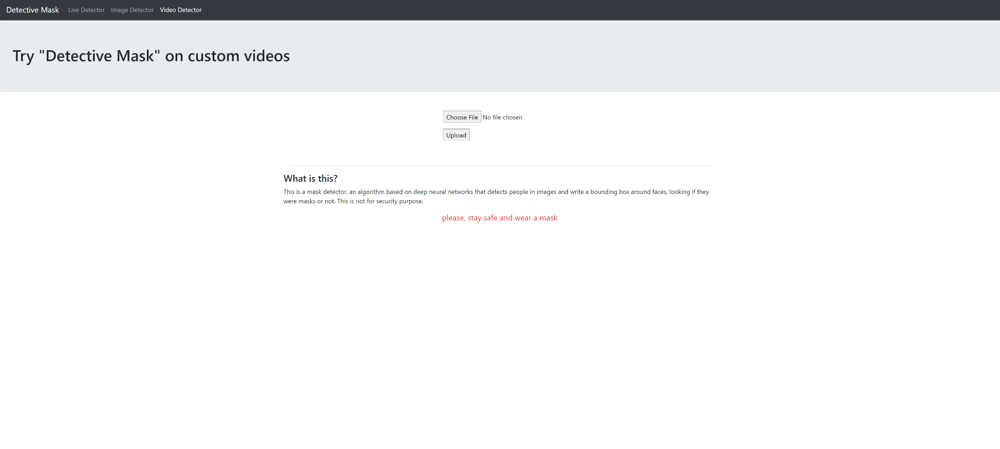 Detective Mask Live Detector Image Detector Video Detector
Try "Detective Mask" on custom videos
Choose File No file chosen
Upload
What is this?
This is a mask detector, an algorithm based on deep neural networks that detects people in images and write a bounding box around faces, looking if they
were masks or not. This is not for security purpose.
please, stay safe and wear a mask.